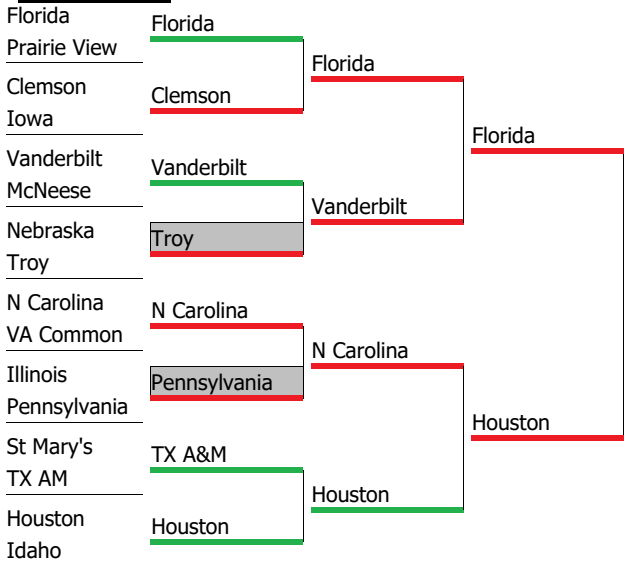 Florida
Prairie View
Clemson
Iowa
Vanderbilt
McNeese
Nebraska
Troy
N Carolina
VA Common
Illinois
Pennsylvania
St Mary's
TX AM
Houston
Idaho
Florida
Clemson
Vanderbilt
Troy
N Carolina
Pennsylvania
TX A&M
Houston
Florida
Vanderbilt
N Carolina
Houston
Florida
Houston